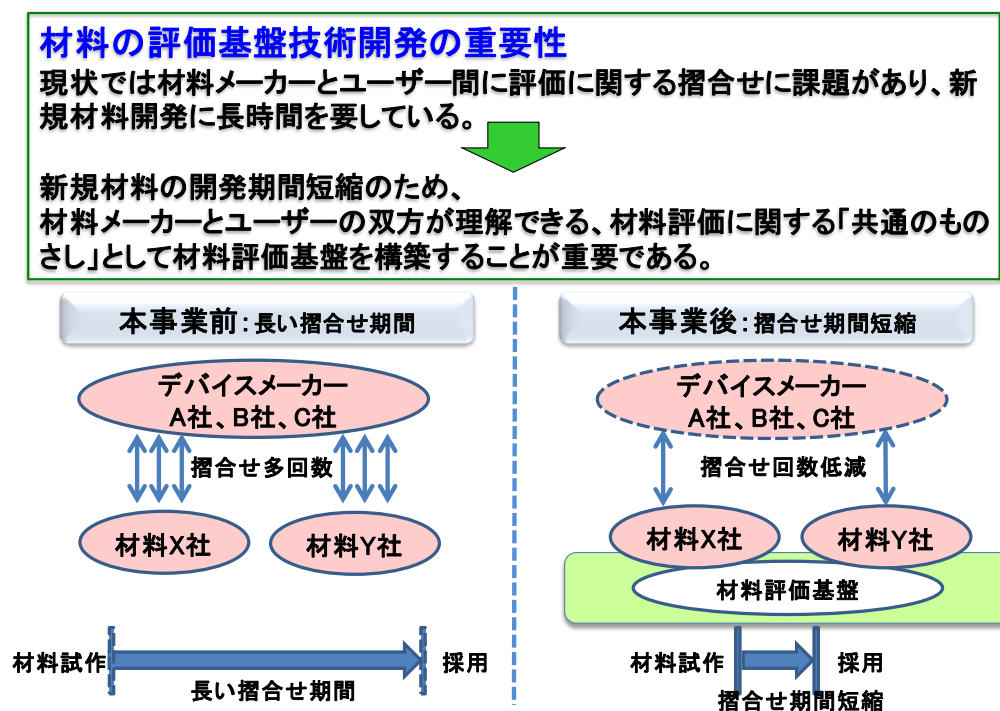 材料の評価基盤技術開発の重要性
現状では材料メーカーとユーザー間に評価に関する摺合せに課題があり、新
規材料開発に長時間を要している。
新規材料の開発期間短縮のため、
材料メーカーとユーザーの双方が理解できる、材料評価に関する「共通のもの
さし」として材料評価基盤を構築することが重要である。
本事業前：長い摺合せ期間
デバイスメーカー
A社、B社、C社
摺合せ多回数
材料X社
材料Y社
材料試作
採用
長い摺合せ期間
本事業後：摺合せ期間短縮
デバイスメーカー
A社、B社、C社
摺合せ回数低減
材料X社
材料Y社
材料評価基盤
材料試作
採用
摺合せ期間短縮